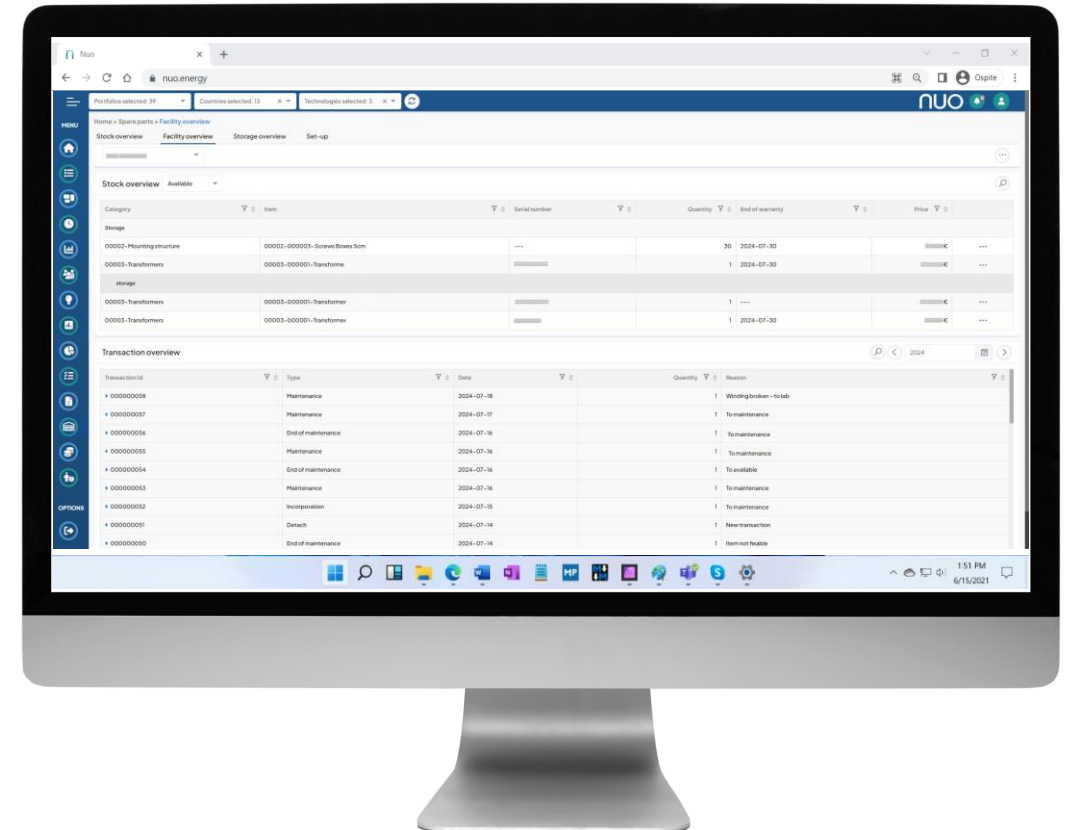 Nuo
nuo.energy
Ospite
Portfolios selected: 39
Countries selected: 13
Technologies selected: 3
nuo
MENU
Home > Spare parts > Facility overview
Stock overview Facility overview Storage overview Set-up
Stock overview Available
Category Item Serial number Quantity End of warranty Price
Storage
00002-Mounting structure 00002-000003-Screws Boxes 5cm --- 30 2024-07-30 €
00003-Transformers 00003-000001-Transforme 1 2024-07-30 €
storage
00003-Transformers 00003-000001-Transformer 1 --- €
00003-Transformers 00003-000001-Transformer 1 2024-07-30 €
Transaction overview 2024
Transaction Id Type Date Quantity Reason
000000058 Maintenance 2024-07-18 1 Winding broken - to lab
000000057 Maintenance 2024-07-17 1 To maintenance
000000056 End of maintenance 2024-07-16 1 To maintenance
000000055 Maintenance 2024-07-16 1 To maintenance
000000054 End of maintenance 2024-07-16 1 To available
000000053 Maintenance 2024-07-16 1 To maintenance
000000052 Incorporation 2024-07-15 1 To maintenance
OPTIONS
000000051 Detach 2024-07-14 1 New transaction
000000050 End of maintenance 2024-07-14 1 Item not fixable
1:51 PM
6/15/2021